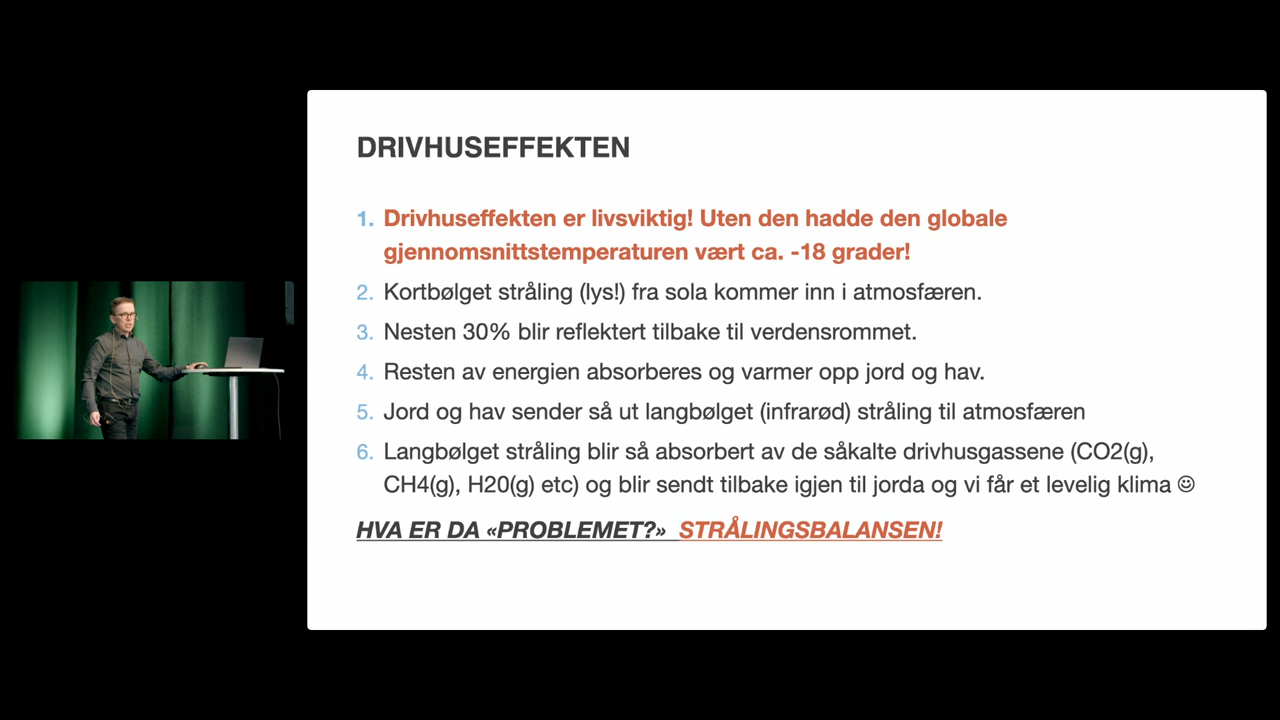 DRIVHUSEFFEKTEN
1. Drivhuseffekten er livsviktig! Uten den hadde den globale
gjennomsnittstemperaturen vært ca. -18 grader!
2. Kortbølget stråling (lys!) fra sola kommer inn i atmosfæren.
3. Nesten 30% blir reflektert tilbake til verdensrommet.
4. Resten av energien absorberes og varmer opp jord og hav.
5. Jord og hav sender så ut langbølget (infrarød) stråling til atmosfæren
6. Langbølget stråling blir så absorbert av de såkalte drivhusgassene (CO2(g),
CH4(g), H20(g) etc) og blir sendt tilbake igjen til jorda og vi får et levelig klima ☺
HVA ER DA «PROBLEMET?» STRÅLINGSBALANSEN!